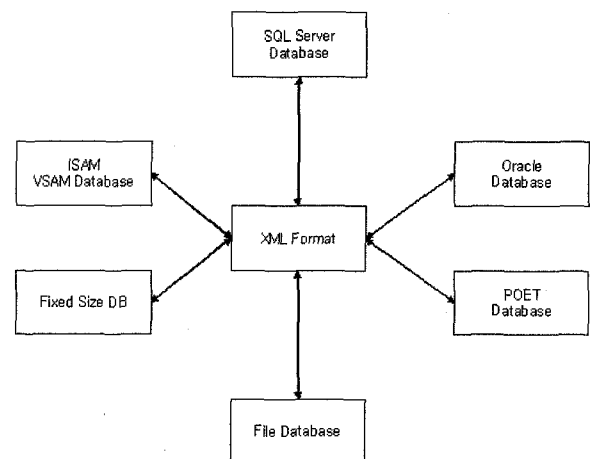 SQL Server
Database
ISAM
VSAM Database
Oracle
Database
XML Format
Fixed Size DB
POET
Database
File Database